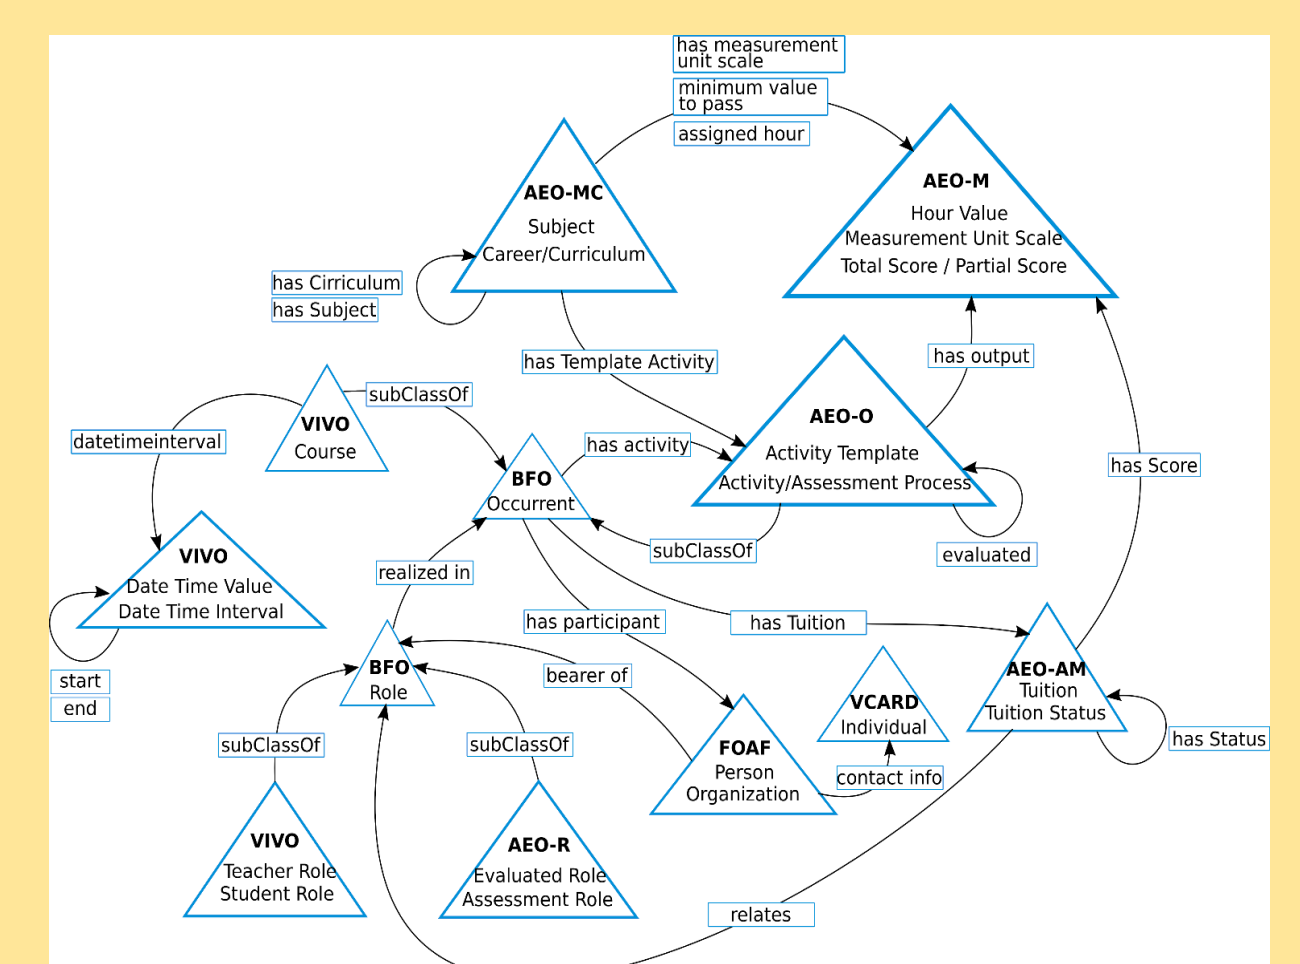 has measurement
unit scale
minimum value
to pass
assigned hour
AEO-MC
Subject
Career/Curriculum
AEO-M
Hour Value
Measurement Unit Scale
Total Score / Partial Score
has Cirriculum
has Subject
has Template Activity
has output
VIVO
Course
subClassOf
datetimeinterval
AEO-O
Activity Template
Activity/Assessment Process
has activity
BFO
Occurrent
has Score
subClassOf
evaluated
VIVO
Date Time Value
Date Time Interval
realized in
start
end
has participant
has Tuition
BFO
Role
bearer of
AEO-AM
Tuition
Tuition Status
has Status
VCARD
Individual
contact info
FOAF
Person
Organization
subClassOf
subClassOf
VIVO
Teacher Role
Student Role
AEO-R
Evaluated Role
Assessment Role
relates